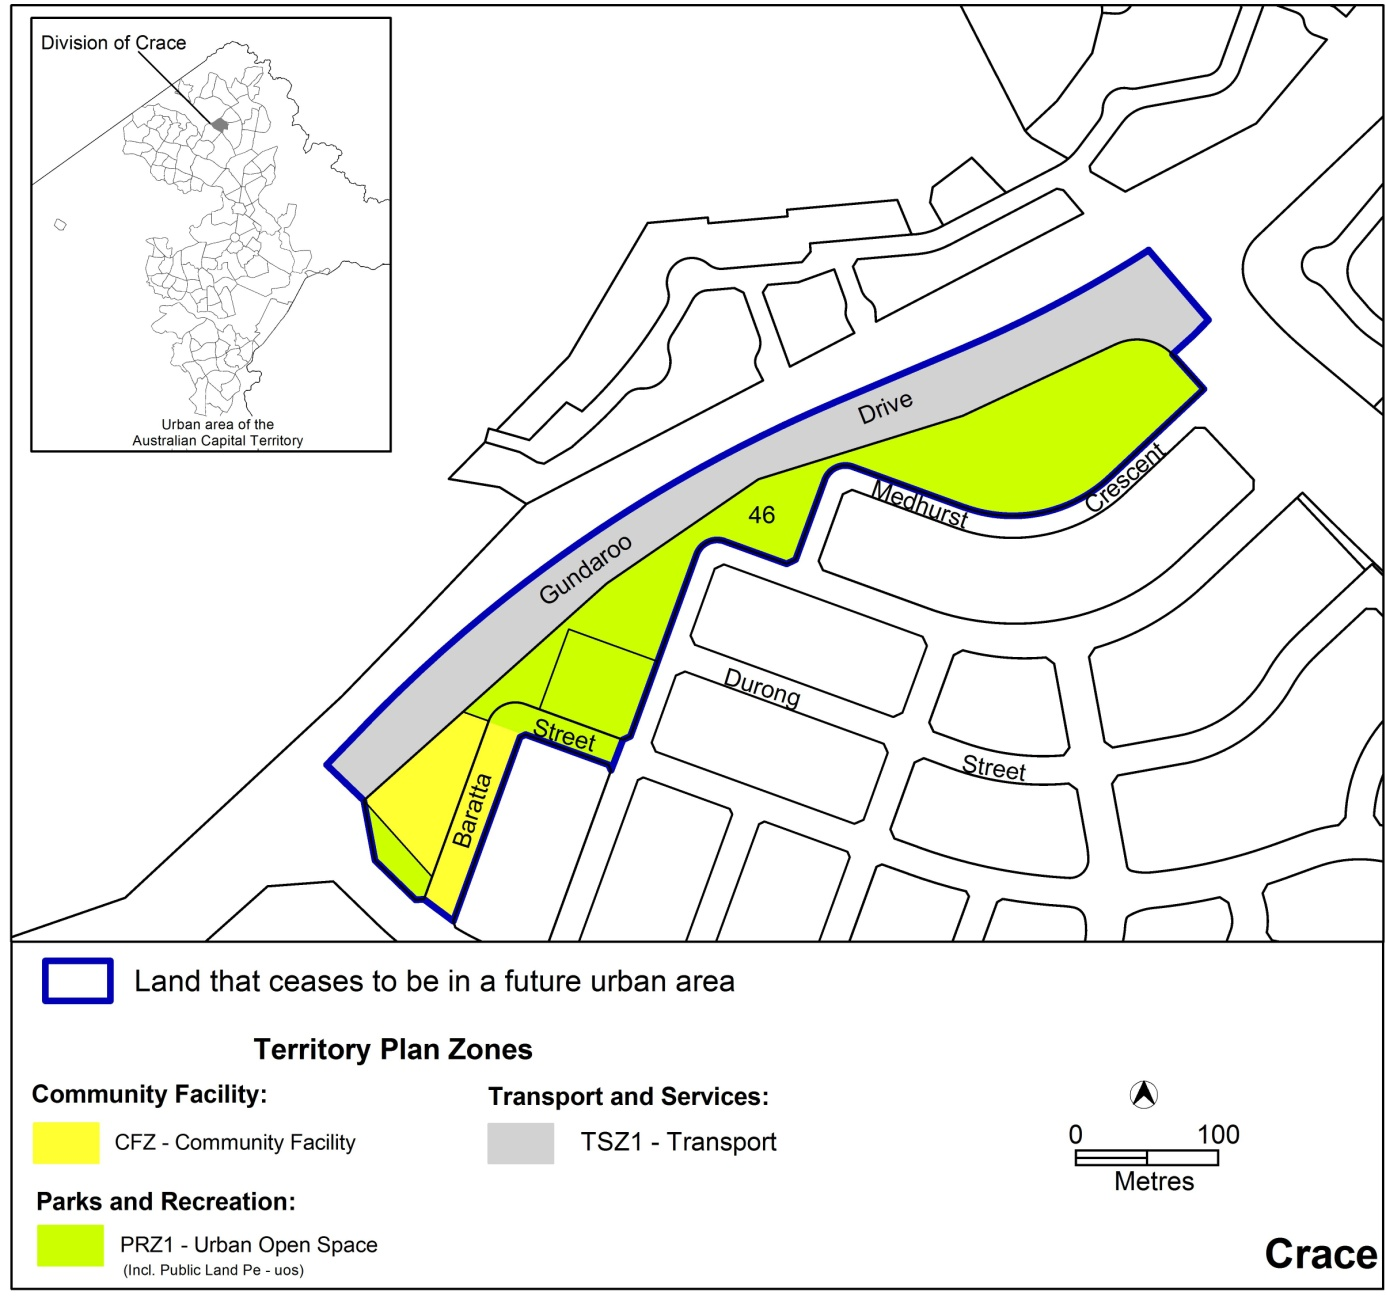 Division of Crace
Urban area of the
Australian Capital Territory
Drive
Gundaroo
46
Medhurst
Crescent
Durong
Street
Street
Baratta
Land that ceases to be in a future urban area
Territory Plan Zones
Community Facility:
CFZ - Community Facility
Transport and Services:
TSZ1 - Transport
Parks and Recreation:
PRZ1 - Urban Open Space
(Incl. Public Land Pe - uos)
0 100
Metres
Crace